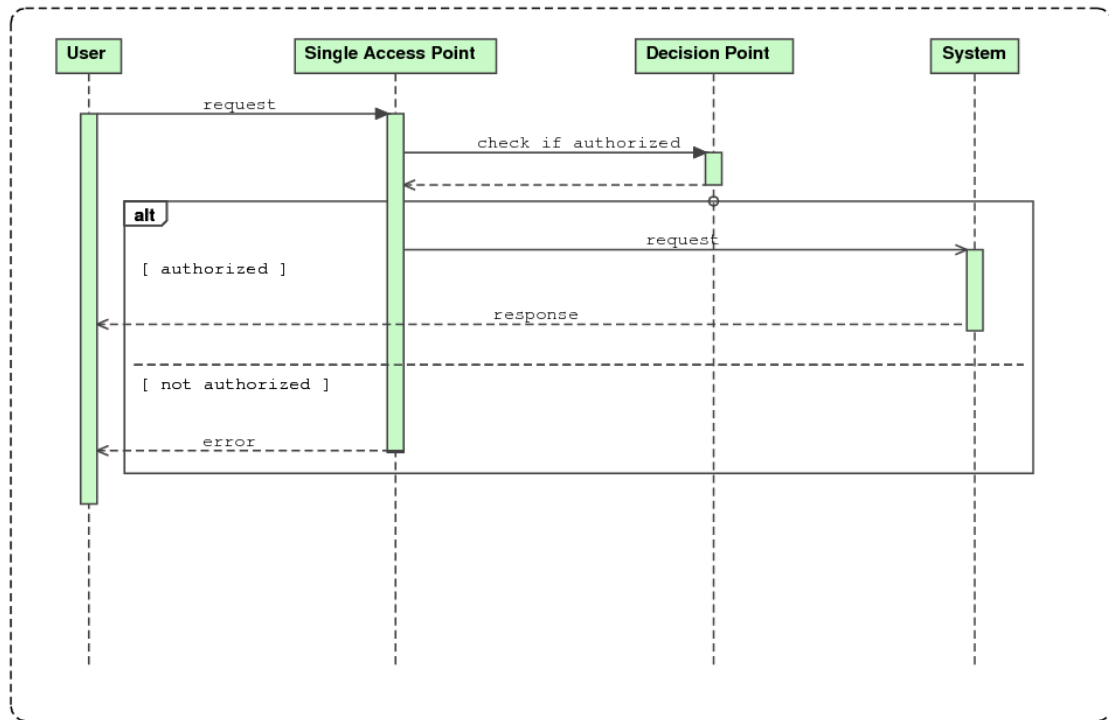 User
Single Access Point
Decision Point
System
request
check if authorized
alt
request
[ authorized ]
response
[ not authorized ]
error